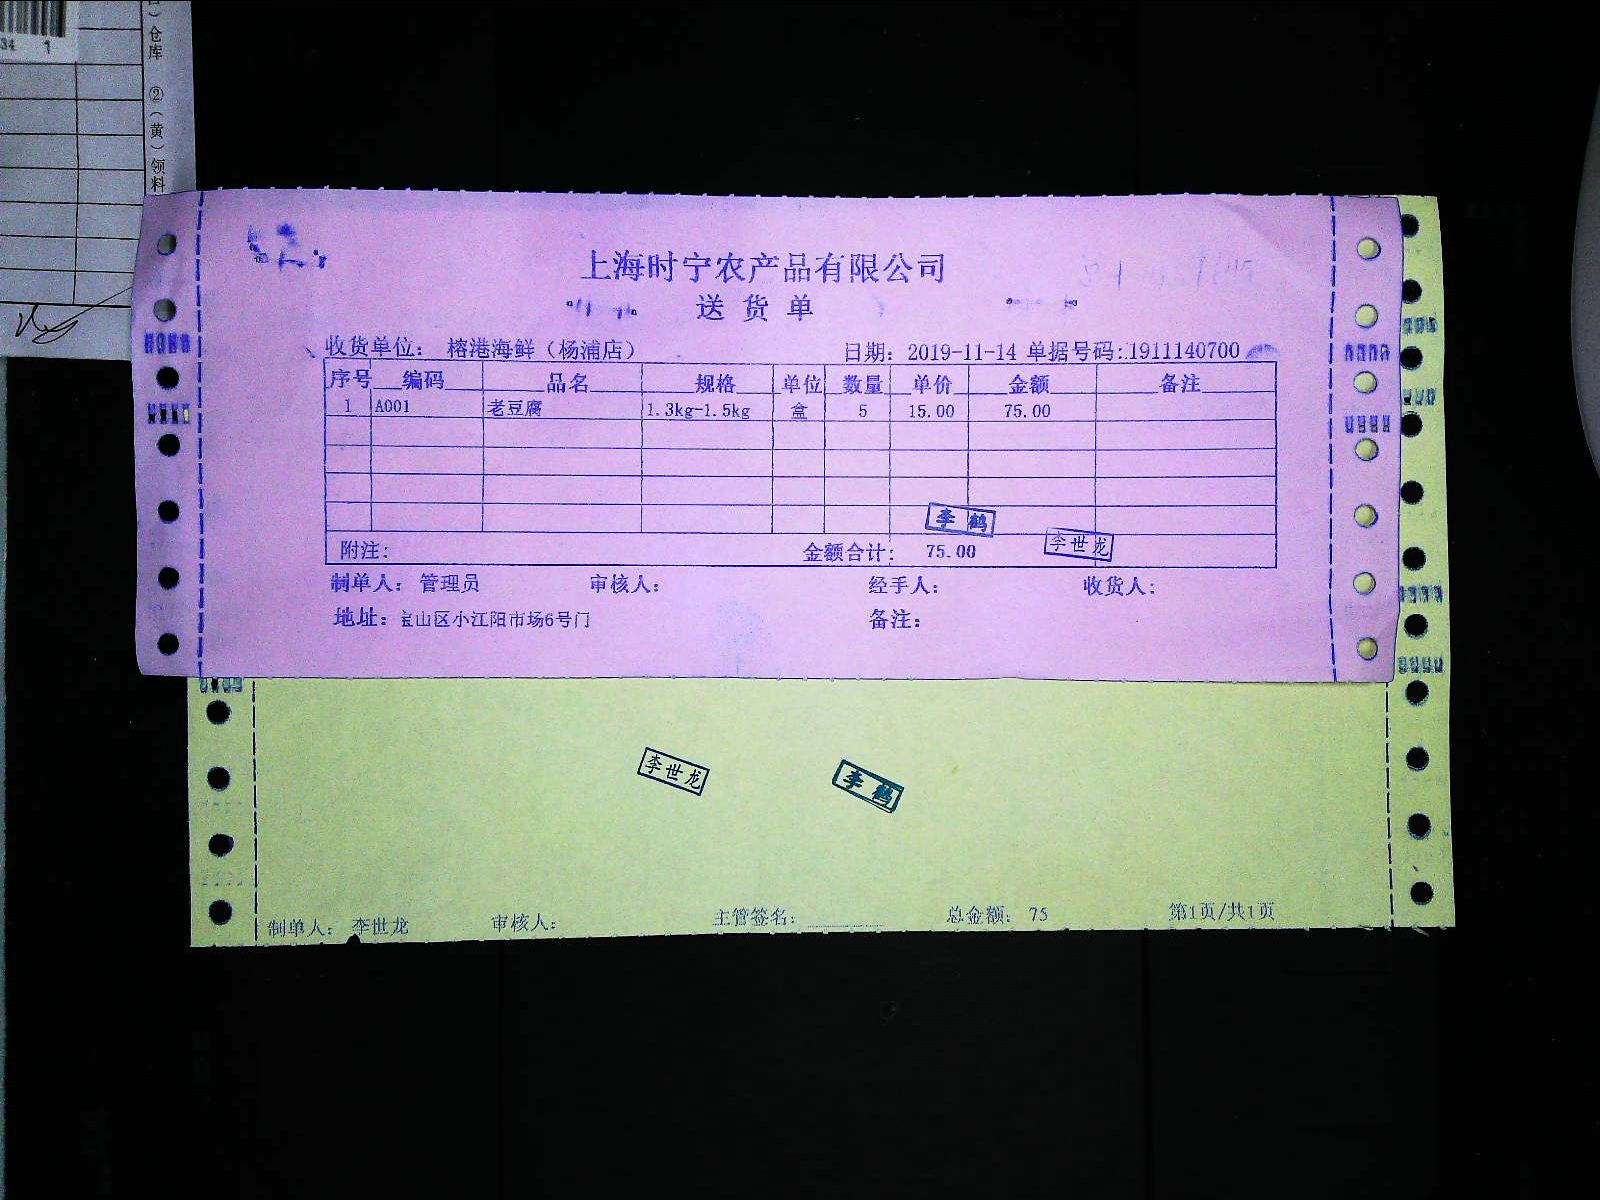 34 1
仓库 ②（黄）领料
上海时宁农产品有限公司
送 货 单
收货单位： 榕港海鲜（杨浦店） 日期：2019-11-14 单据号码:1911140700
序号 编码 品名 规格 单位 数量 单价 金额 备注
1 A001 老豆腐 1.3kg-1.5kg 盒 5 15.00 75.00
李鹤
附注: 金额合计: 75.00 李世龙
制单人: 管理员 审核人: 经手人: 收货人:
地址: 宝山区小江阳市场6号门 备注:
李世龙 李鹤
制单人: 李世龙 审核人: 主管签名: 总金额: 75 第1页/共1页